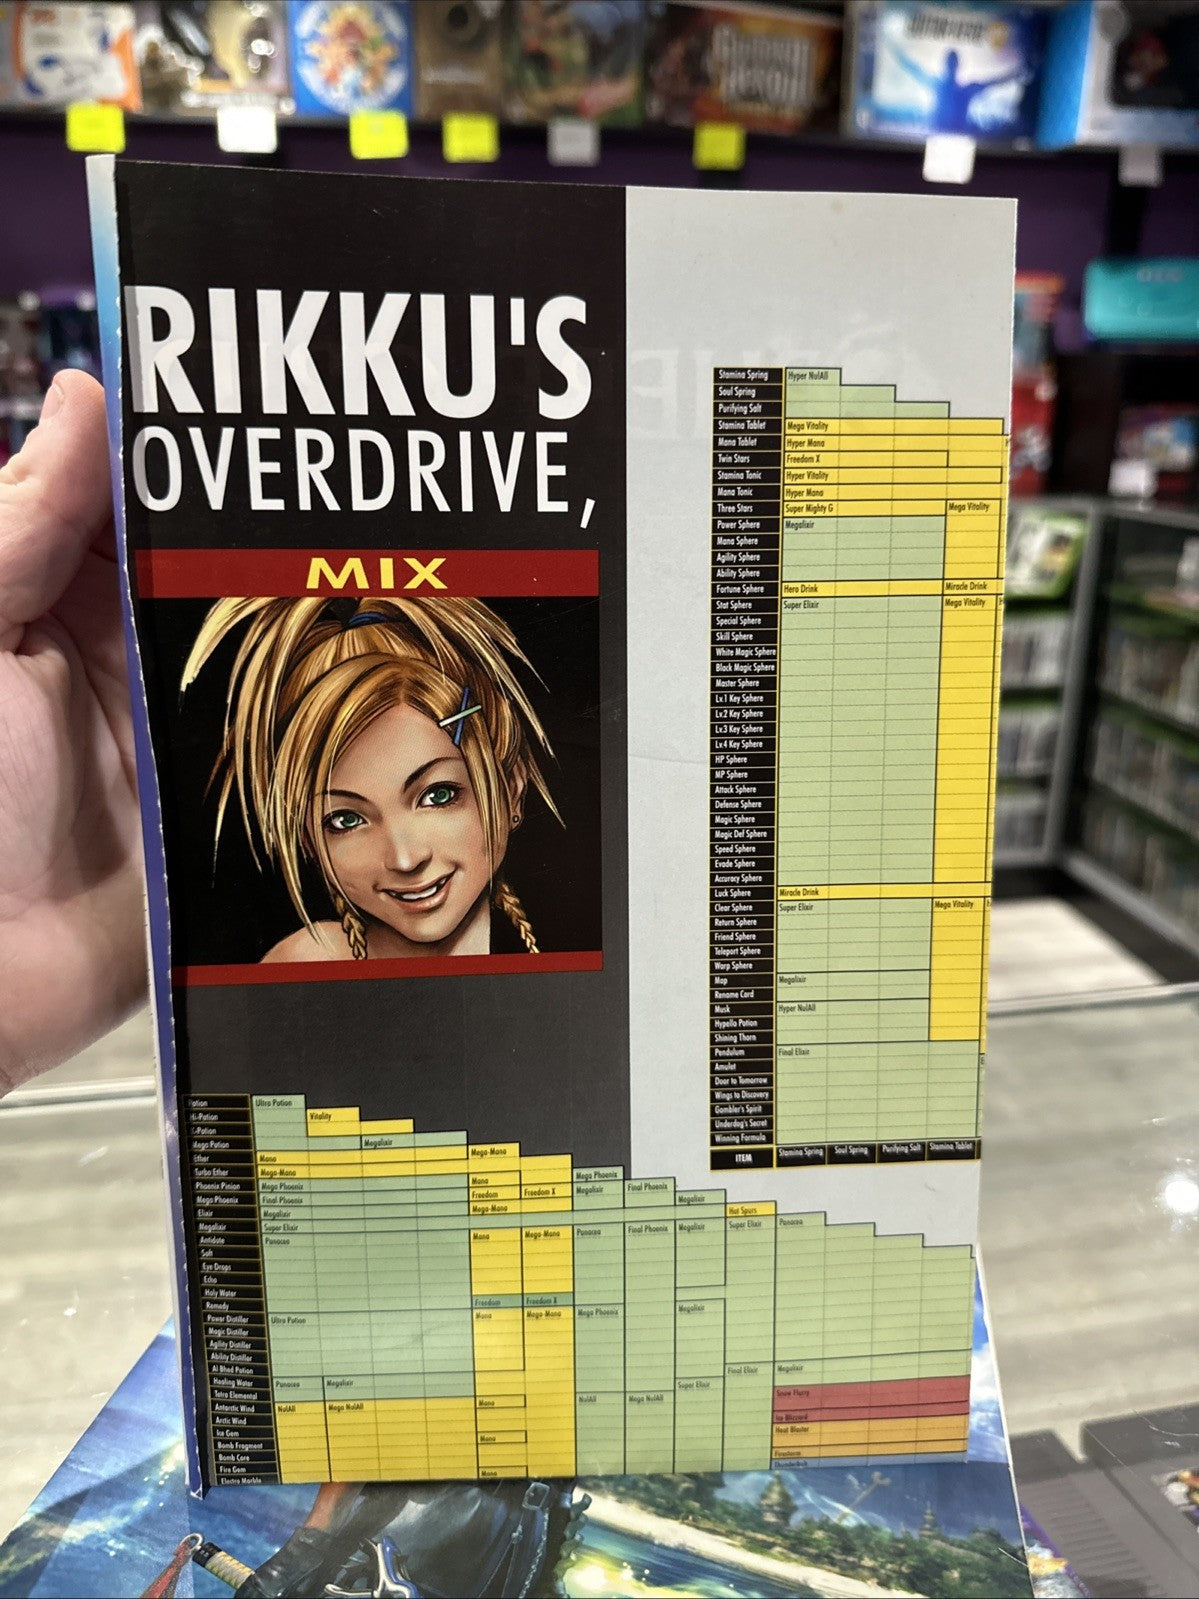 RIKKU'S
OVERDRIVE,
MIX
Stamina Spring Hyper NulAll
Soul Spring
Purifying Salt
Stamina Tablet Mega Vitality
Mana Tablet Hyper Mana
Twin Stars Freedom X
Stamina Tonic Hyper Vitality
Mana Tonic Hyper Mana
Three Stars Super Mighty G Mega Vitality
Power Sphere Megalixir
Mana Sphere
Agility Sphere
Ability Sphere
Fortune Sphere Hero Drink Miracle Drink
Stat Sphere Super Elixir Mega Vitality
Special Sphere
Skill Sphere
White Magic Sphere
Black Magic Sphere
Master Sphere
Lv.1 Key Sphere
Lv.2 Key Sphere
Lv.3 Key Sphere
Lv.4 Key Sphere
HP Sphere
MP Sphere
Attack Sphere
Defense Sphere
Magic Sphere
Magic Def Sphere
Speed Sphere
Evade Sphere
Accuracy Sphere
Luck Sphere Miracle Drink
Clear Sphere Super Elixir Mega Vitality
Return Sphere
Friend Sphere
Teleport Sphere
Warp Sphere
Map Megalixir
Rename Card
Musk Hyper NulAll
Hypello Potion
Shining Thorn
Pendulum Final Elixir
Amulet
Door to Tomorrow
Wings to Discovery
Gambler's Spirit
Underdog's Secret
Winning Formula
ITEM Stamina Spring Soul Spring Purifying Salt Stamina Tablet
Potion Ultra Potion
Hi-Potion Vitality
X-Potion
Mega Potion Megalixir
Ether Mana Mega-Mana
Turbo Ether Mega-Mana Mana Mega Phoenix
Phoenix Pinion Mega Phoenix Freedom Freedom X Megalixir Final Phoenix
Mega Phoenix Final Phoenix Mega-Mana Megalixir
Elixir Megalixir Hot Spurs
Megalixir Super Elixir Mana Mega-Mana Panacea Final Phoenix Megalixir Super Elixir Panacea
Antidote Panacea
Soft
Eye Drops
Echo
Holy Water
Remedy Freedom Freedom X
Power Distiller Ultra Potion Mana Mega-Mana Mega Phoenix Megalixir
Magic Distiller
Agility Distiller
Ability Distiller
Al Bhed Potion Final Elixir Megalixir
Healing Water Panacea Megalixir Super Elixir
Tetra Elemental NulAll Mega NulAll Snow Flurry
Antarctic Wind NulAll Mega NulAll Mana
Arctic Wind Ice Blizzard
Ice Gem Heat Blaster
Bomb Fragment Mana
Bomb Core Firestorm
Fire Gem Thunderbolt
Electro Marble Mana